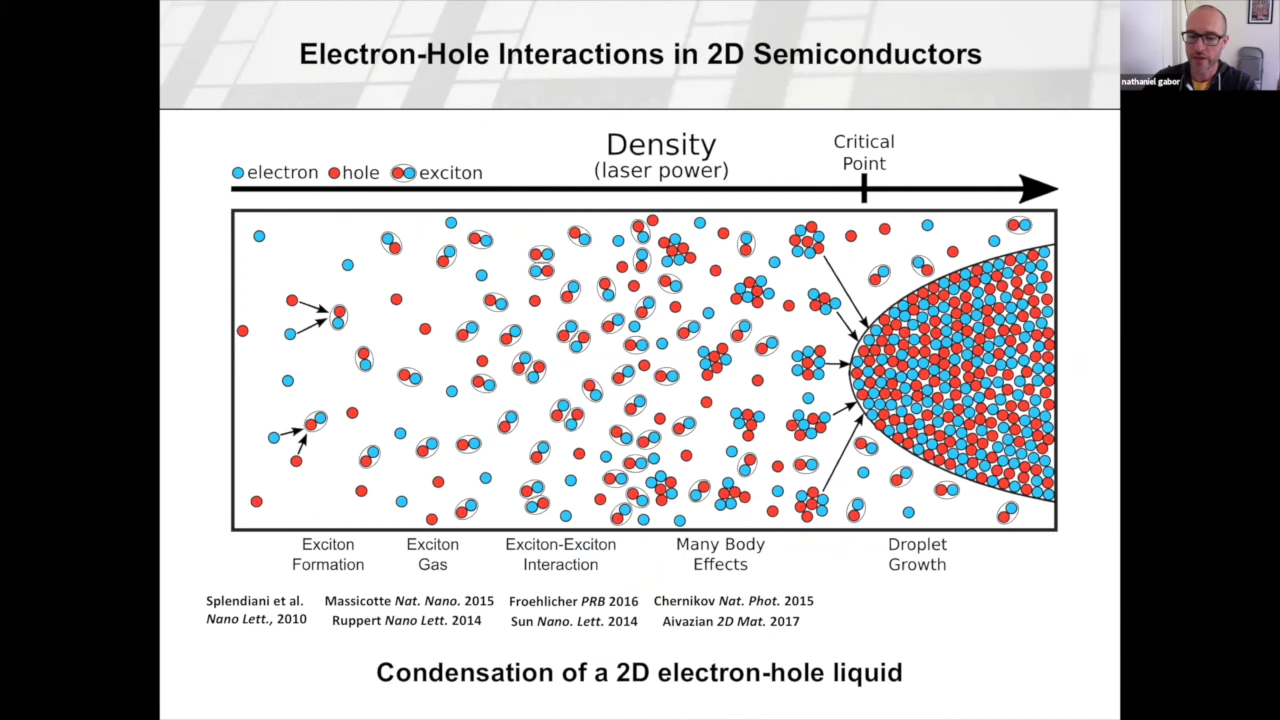 Electron-Hole Interactions in 2D Semiconductors
nathaniel gabor
Density
(laser power)
Critical
Point
electron hole exciton
Exciton
Formation
Exciton
Gas
Exciton-Exciton
Interaction
Many Body
Effects
Droplet
Growth
Splendiani et al.
Nano Lett., 2010
Massicotte Nat. Nano. 2015
Ruppert Nano Lett. 2014
Froehlicher PRB 2016
Sun Nano. Lett. 2014
Chernikov Nat. Phot. 2015
Aivazian 2D Mat. 2017
Condensation of a 2D electron-hole liquid